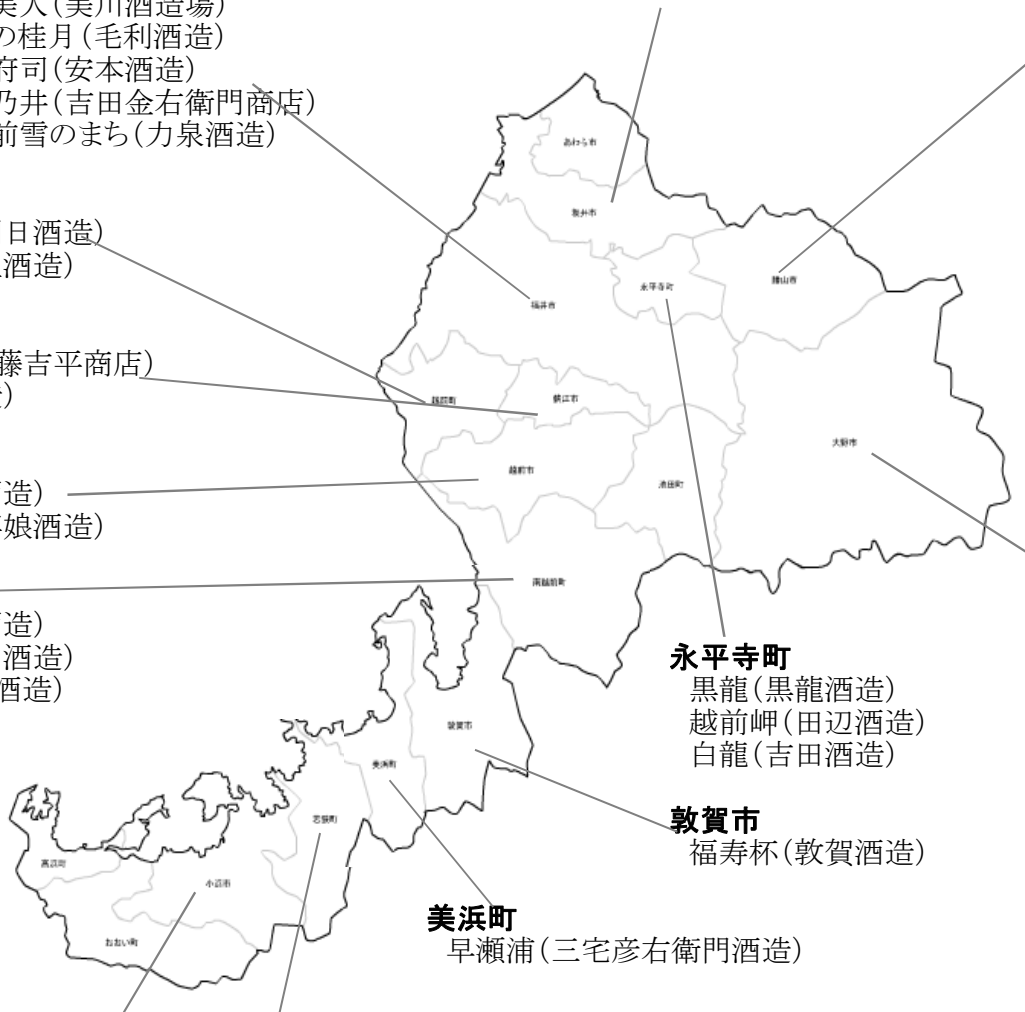 美人(美川酒造場)
の桂月(毛利酒造)
府司(安本酒造)
乃井(吉田金右衛門商店)
前雪のまち(力泉酒造)
日酒造)
酒造)
藤吉平商店)
造)
娘酒造)
造)
酒造)
酒造)
あわら市
坂井市
勝山市
永平寺町
福井市
越前町
鯖江市
大野市
越前市
池田町
南越前町
永平寺町
黒龍(黒龍酒造)
越前岬(田辺酒造)
白龍(吉田酒造)
敦賀市
美浜町
敦賀市
福寿杯(敦賀酒造)
若狭町
高浜町
小浜市
おおい町
美浜町
早瀬浦(三宅彦右衛門酒造)